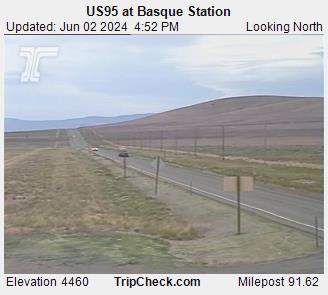 US95 at Basque Station
Updated: Jun 02 2024 4:52 PM Looking North
Elevation 4460 TripCheck.com Milepost 91.62